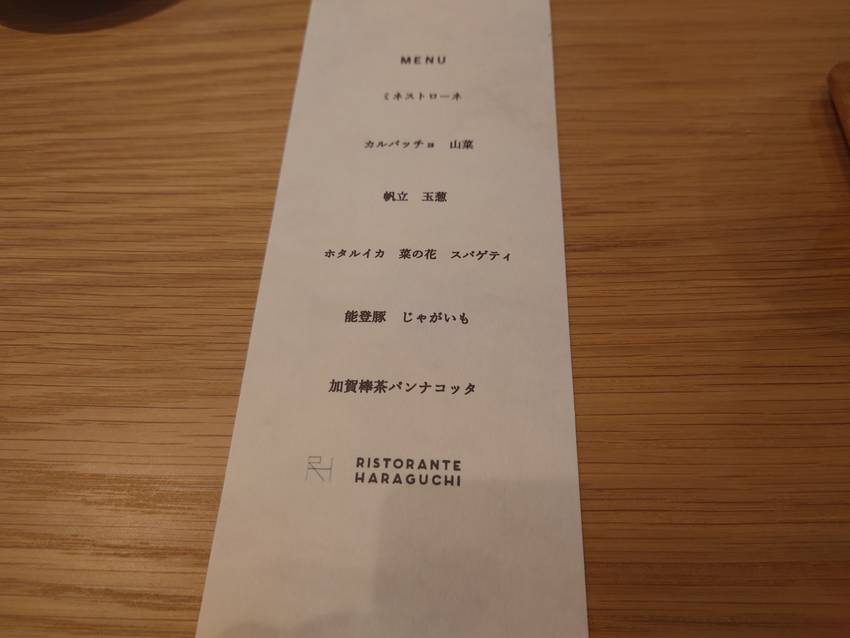 MENU
ミネストローネ
カルパッチョ　山菜
帆立　玉葱
ホタルイカ　菜の花　スパゲティ
能登豚　じゃがいも
加賀棒茶パンナコッタ
RH RISTORANTE
HARAGUCHI